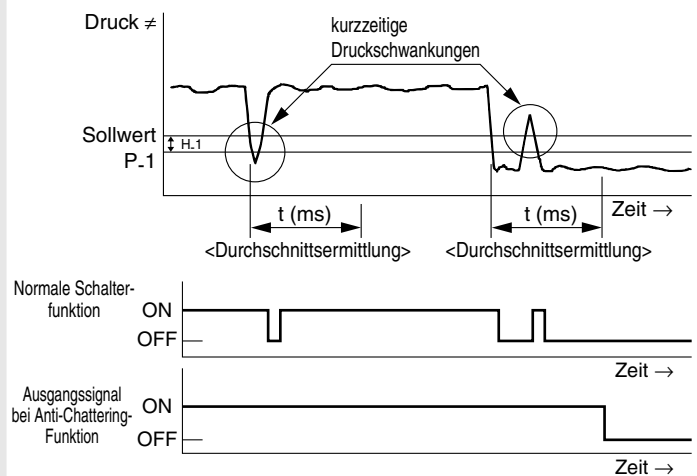 Druck ≠
kurzzeitige
Druckschwankungen
Sollwert
H-1
P-1
t (ms)
t (ms)
Zeit →
<Durchschnittsermittlung>
<Durchschnittsermittlung>
Normale Schalter-
funktion
ON
OFF
Zeit →
Ausgangssignal
bei Anti-Chattering-
Funktion
ON
OFF
Zeit →